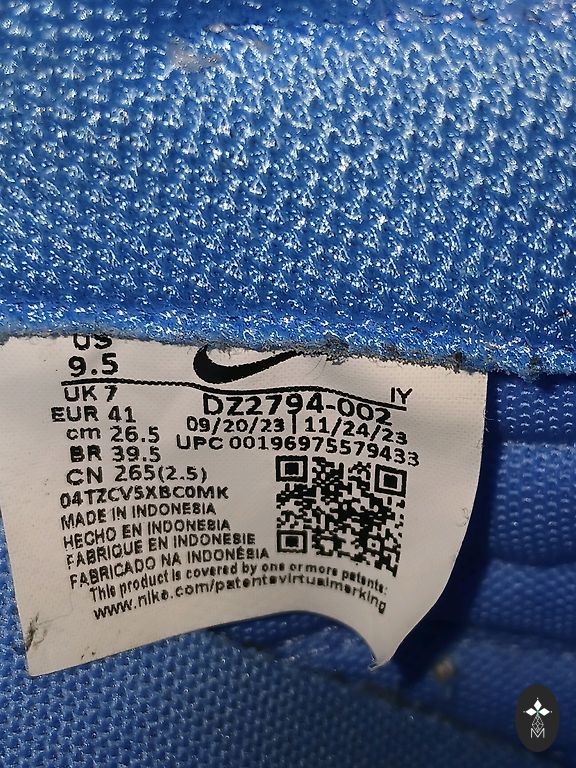 US
9.5
UK 7
EUR 41
cm 26.5
BR 39.5
CN 265(2.5)
04TZCV5XBC0MK
MADE IN INDONESIA
HECHO EN INDONESIA
FABRIQUE EN INDONESIE
FABRICADO NA INDONÉSIA
IY
DZ2794-002
09/20/23 | 11/24/23
UPC 00196975579433
This product is covered by one or more patents:
www.nike.com/patentsvirtualmarking
M